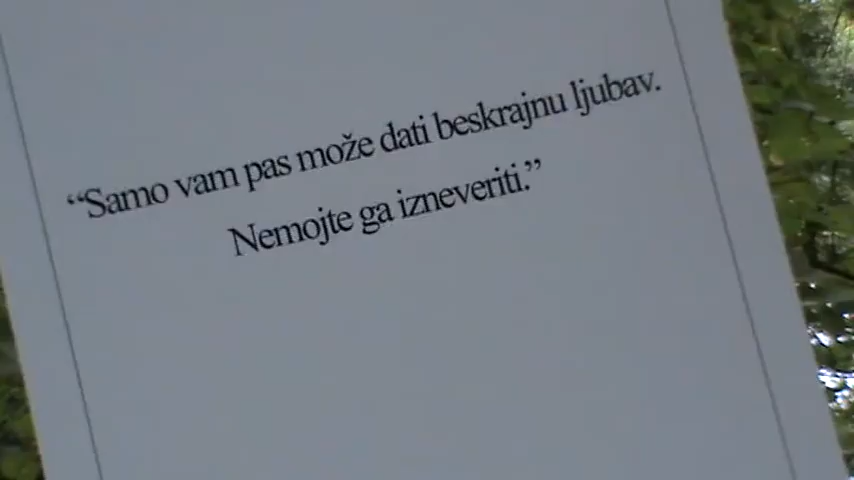 “Samo vam pas može dati beskrajnu ljubav.
Nemojte ga izneveriti.”